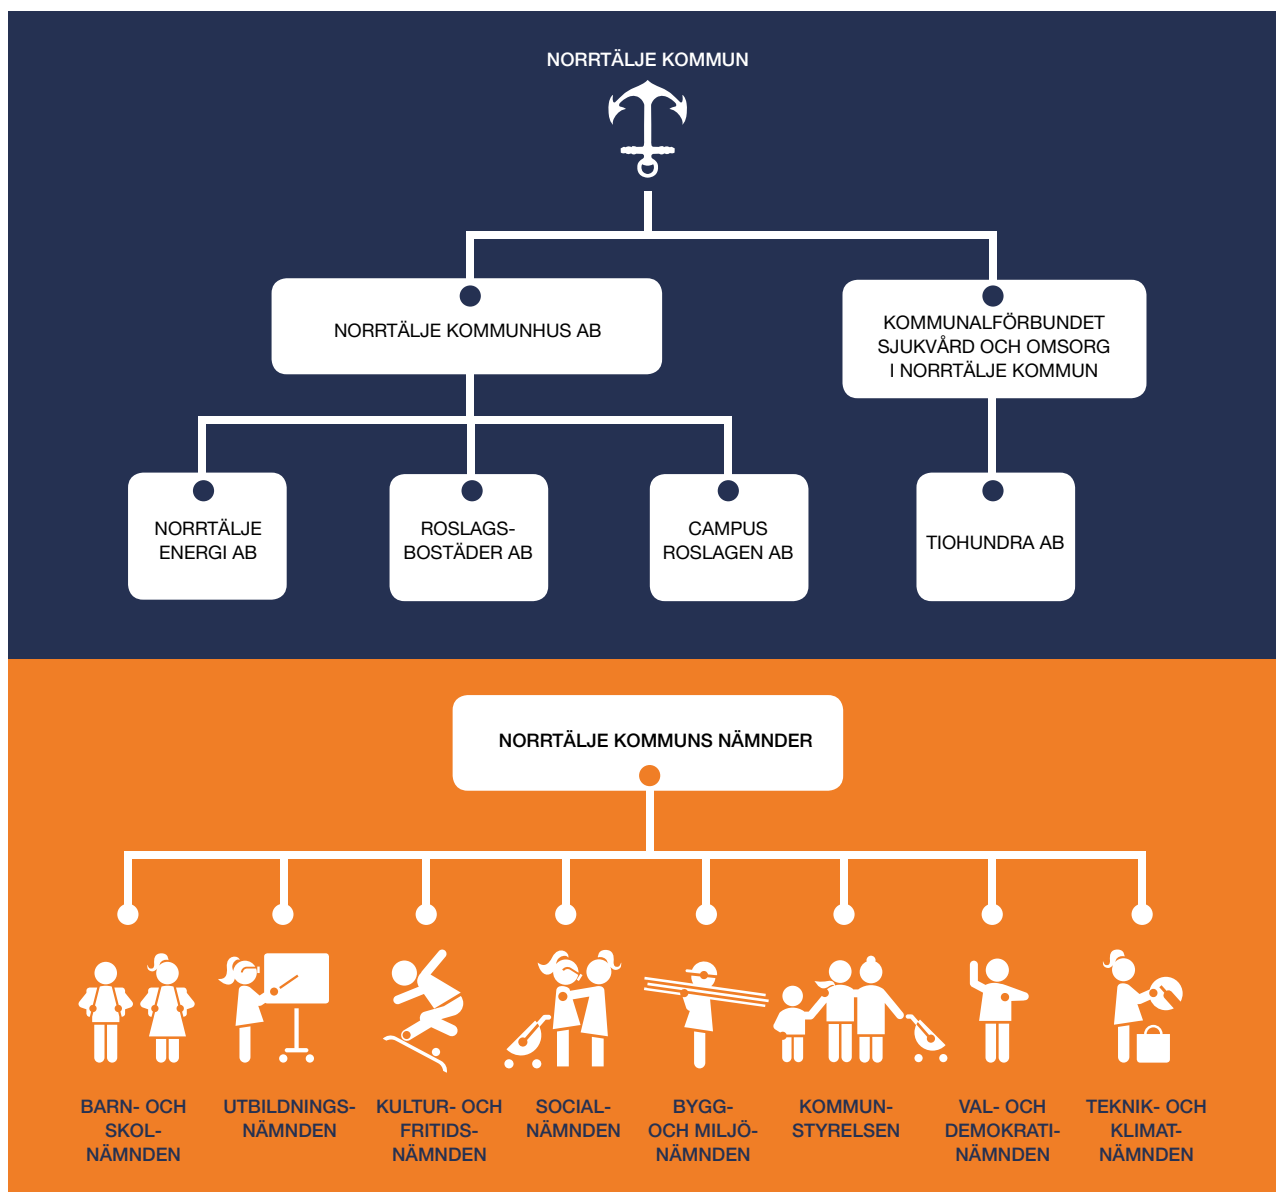 NORRTÄLJE KOMMUN
NORRTÄLJE KOMMUNHUS AB
KOMMUNALFÖRBUNDET
SJUKVÅRD OCH OMSORG
I NORRTÄLJE KOMMUN
NORRTÄLJE
ENERGI AB
ROSLAGS-
BOSTÄDER AB
CAMPUS
ROSLAGEN AB
TIOHUNDRA AB
NORRTÄLJE KOMMUNS NÄMNDER
BARN- OCH
SKOL-
NÄMNDEN
UTBILDNINGS-
NÄMNDEN
KULTUR- OCH
FRITIDS-
NÄMNDEN
SOCIAL-
NÄMNDEN
BYGG-
OCH MILJÖ-
NÄMNDEN
KOMMUN-
STYRELSEN
VAL- OCH
DEMOKRATI-
NÄMNDEN
TEKNIK- OCH
KLIMAT-
NÄMNDEN